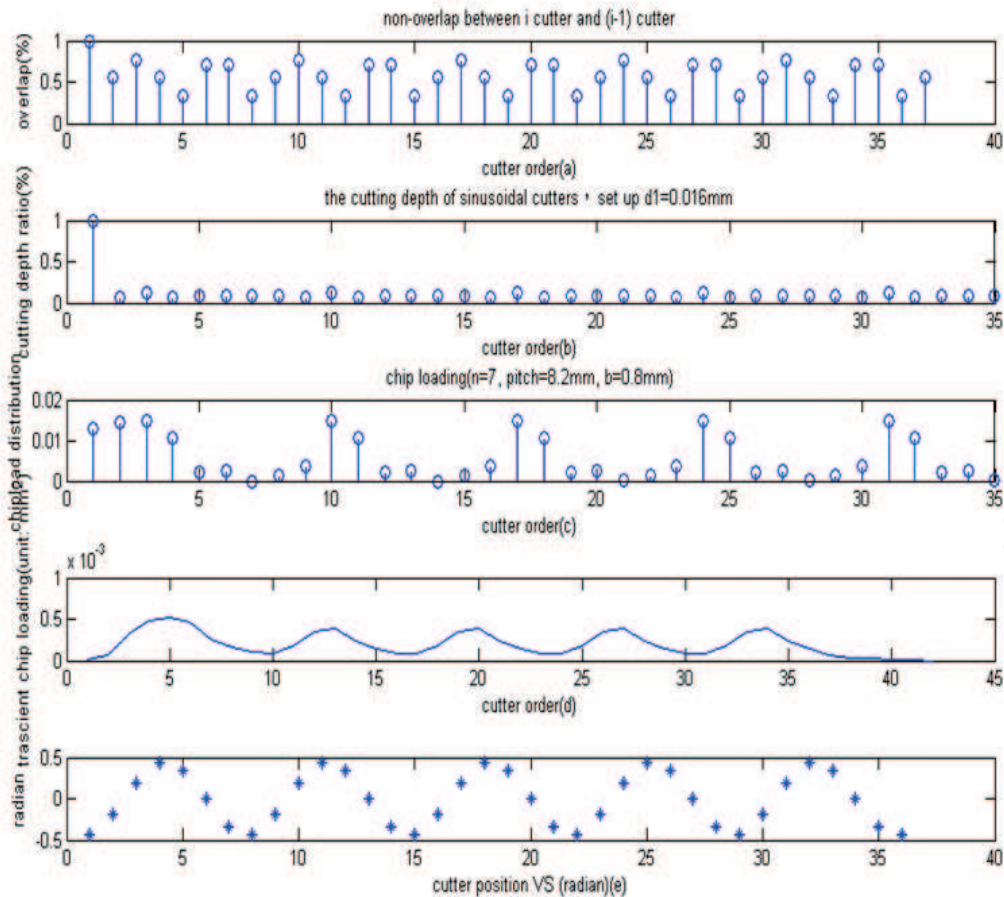 non-overlap between i cutter and (i-1) cutter
overlap(%)
1
0.5
0
0 5 10 15 20 25 30 35 40
cutter order(a)
the cutting depth of sinusoidal cutters, set up d1=0.016mm
cutting depth ratio(%)
1
0.5
0
0 5 10 15 20 25 30 35
cutter order(b)
chip loading(n=7, pitch=8.2mm, b=0.8mm)
chipload distribution
0.02
0.01
0
0 5 10 15 20 25 30 35
cutter order(c)
x 10-3
trascient chip loading(unit:
1
0.5
0
0 5 10 15 20 25 30 35 40 45
cutter order(d)
radian
0.5
0
-0.5
0 5 10 15 20 25 30 35 40
cutter position VS (radian)(e)